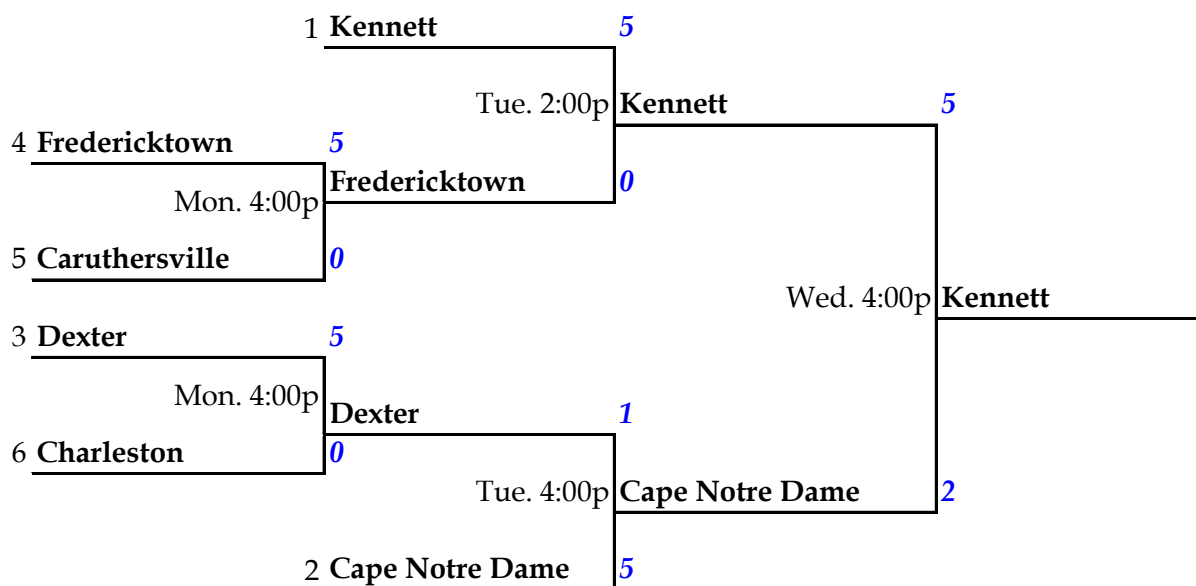 1 Kennett 5
Tue. 2:00p Kennett 5
4 Fredericktown 5
Fredericktown 0
Mon. 4:00p
5 Caruthersville 0
Wed. 4:00p Kennett
3 Dexter 5
Mon. 4:00p
Dexter 1
6 Charleston 0
Tue. 4:00p Cape Notre Dame 2
2 Cape Notre Dame 5